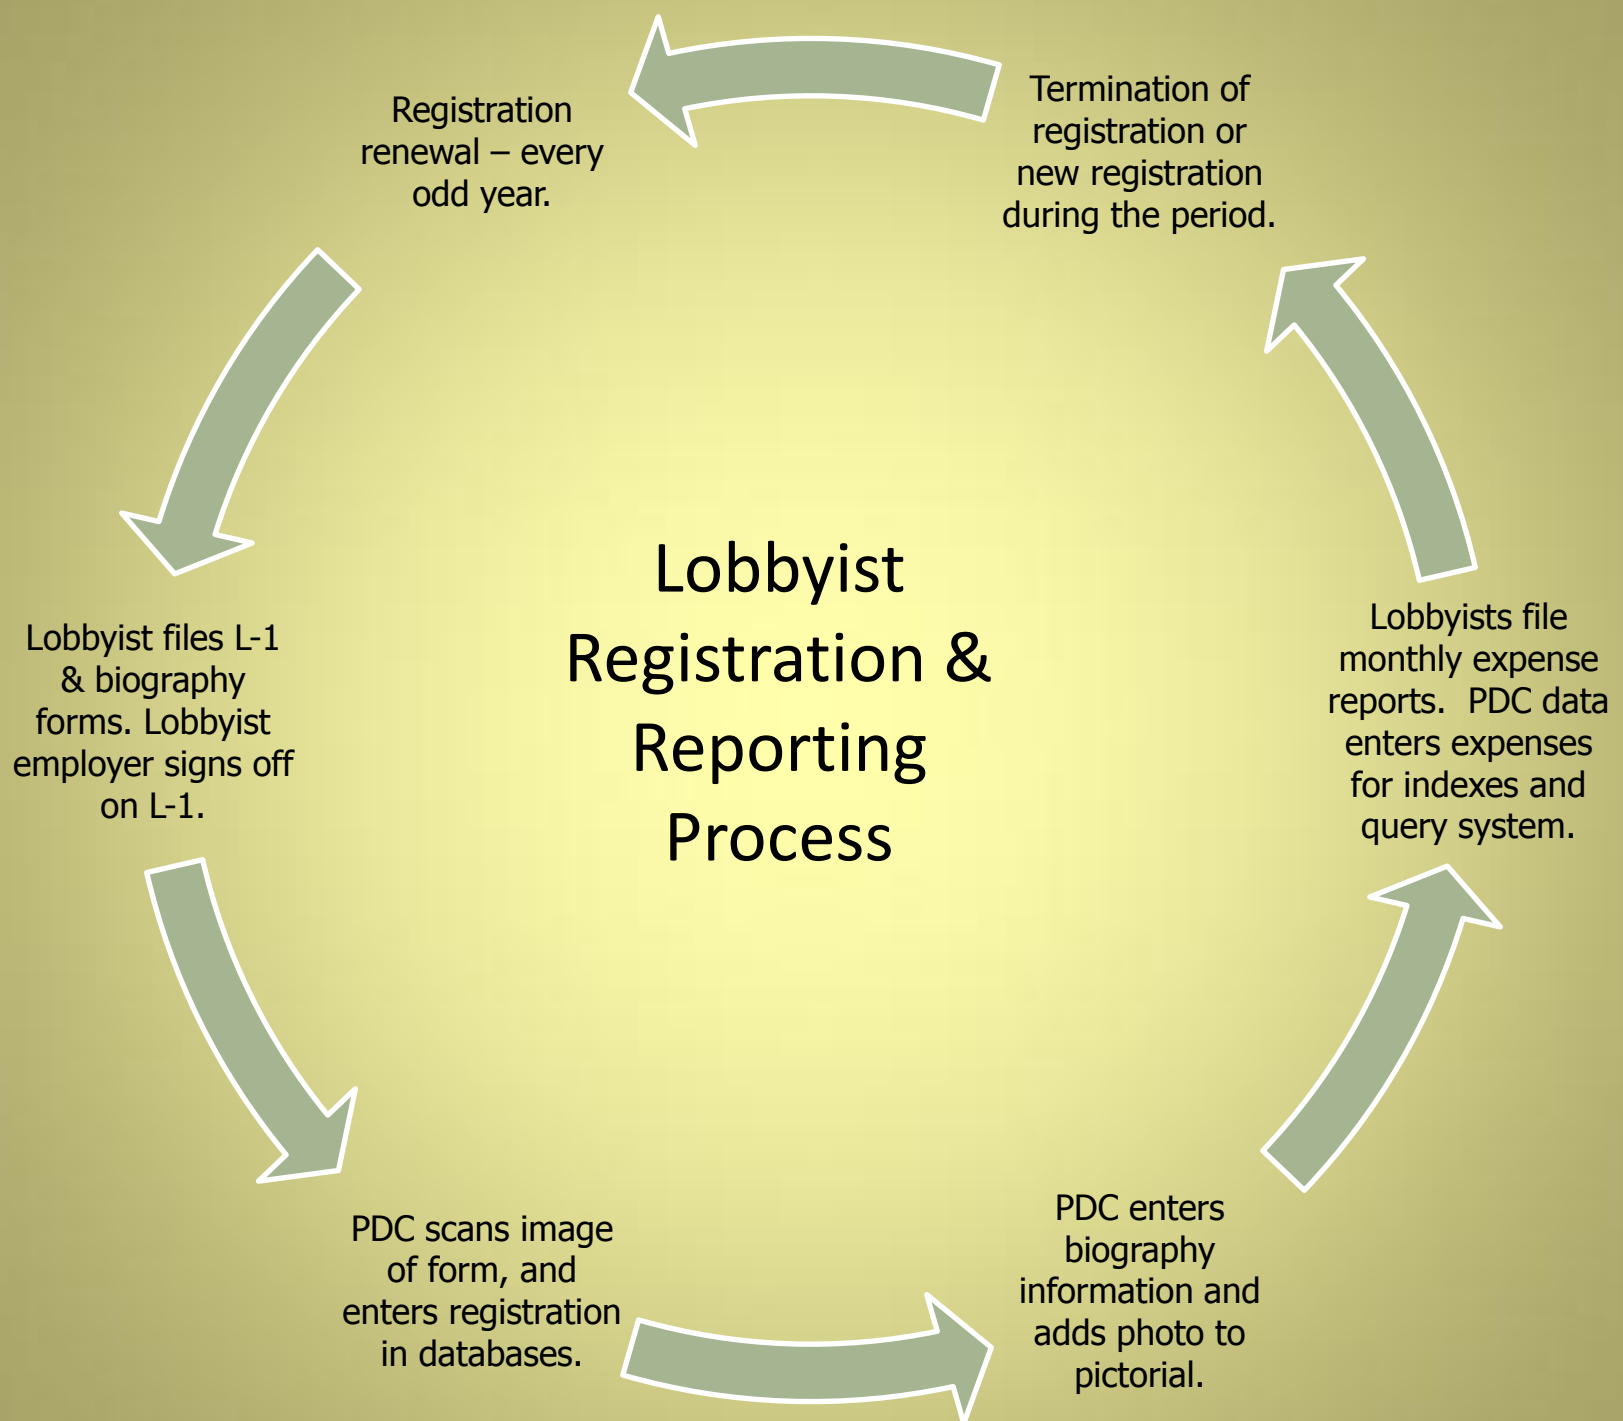 Registration
renewal – every
odd year.
Termination of
registration or
new registration
during the period.
Lobbyist
Registration &
Reporting
Process
Lobbyist files L-1
& biography
forms. Lobbyist
employer signs off
on L-1.
Lobbyists file
monthly expense
reports.  PDC data
enters expenses
for indexes and
query system.
PDC scans image
of form, and
enters registration
in databases.
PDC enters
biography
information and
adds photo to
pictorial.